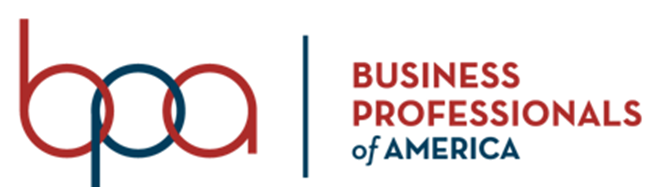 bpa
BUSINESS
PROFESSIONALS
of AMERICA